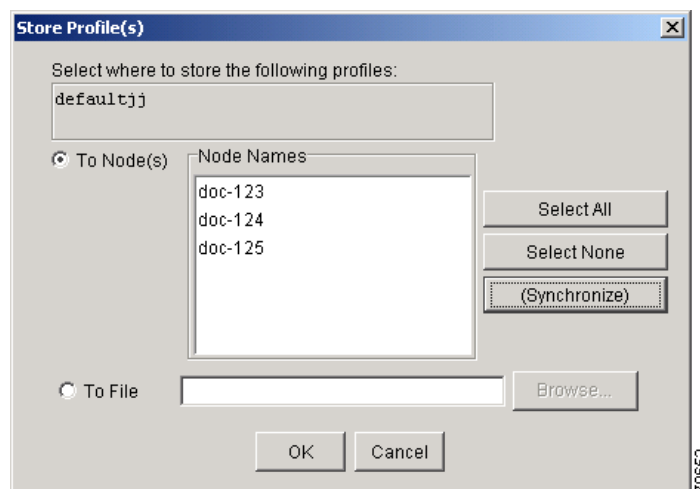 Store Profile(s)
Select where to store the following profiles:
defaultjj
To Node(s)
Node Names
doc-123
doc-124
doc-125
Select All
Select None
(Synchronize)
To File
Browse...
OK
Cancel